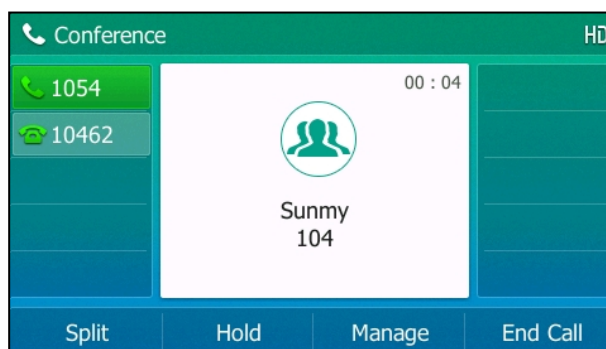 Conference
HD
1054
10462
00 : 04
Sunmy
104
Split
Hold
Manage
End Call